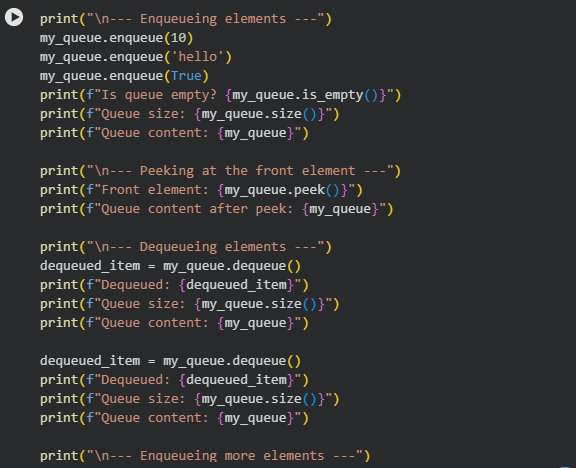 print("\n--- Enqueueing elements ---")
my_queue.enqueue(10)
my_queue.enqueue('hello')
my_queue.enqueue(True)
print(f"Is queue empty? {my_queue.is_empty()}")
print(f"Queue size: {my_queue.size()}")
print(f"Queue content: {my_queue}")

print("\n--- Peeking at the front element ---")
print(f"Front element: {my_queue.peek()}")
print(f"Queue content after peek: {my_queue}")

print("\n--- Dequeueing elements ---")
dequeued_item = my_queue.dequeue()
print(f"Dequeued: {dequeued_item}")
print(f"Queue size: {my_queue.size()}")
print(f"Queue content: {my_queue}")

dequeued_item = my_queue.dequeue()
print(f"Dequeued: {dequeued_item}")
print(f"Queue size: {my_queue.size()}")
print(f"Queue content: {my_queue}")

print("\n--- Enqueueing more elements ---")